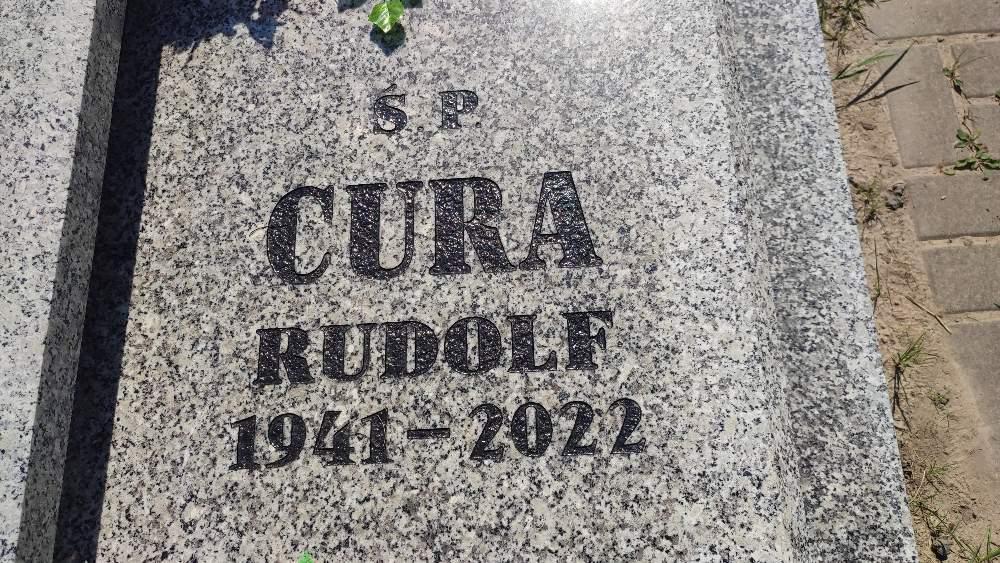 Ś P
CURA
RUDOLF
1941 – 2022